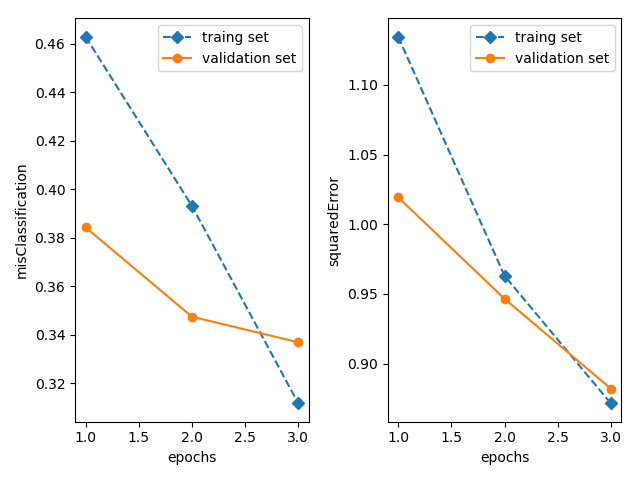 traing set
validation set
0.46
0.44
0.42
0.40
0.38
0.36
0.34
0.32
misClassification
1.0 1.5 2.0 2.5 3.0
epochs
traing set
validation set
1.10
1.05
1.00
0.95
0.90
squaredError
1.0 1.5 2.0 2.5 3.0
epochs